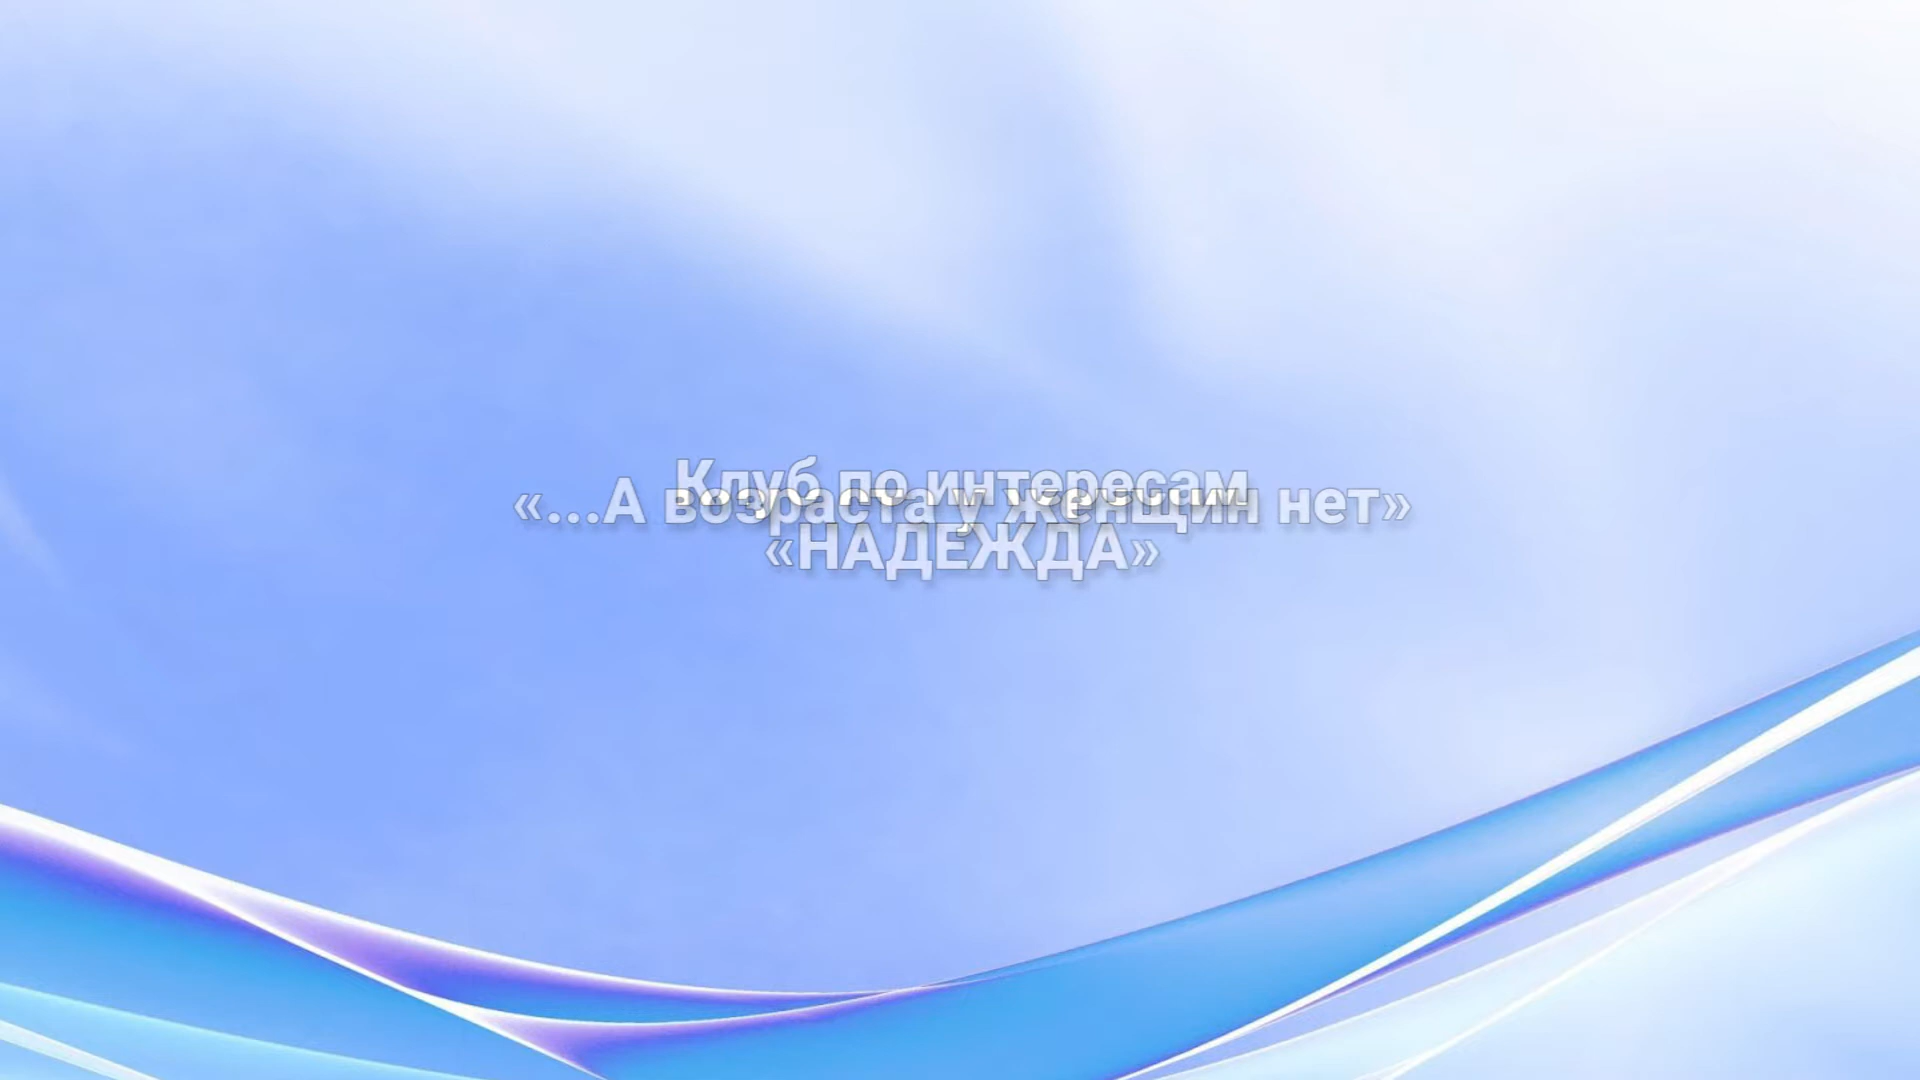 Клуб по интересам
«...А возраста у женщин нет»
«НАДЕЖДА»